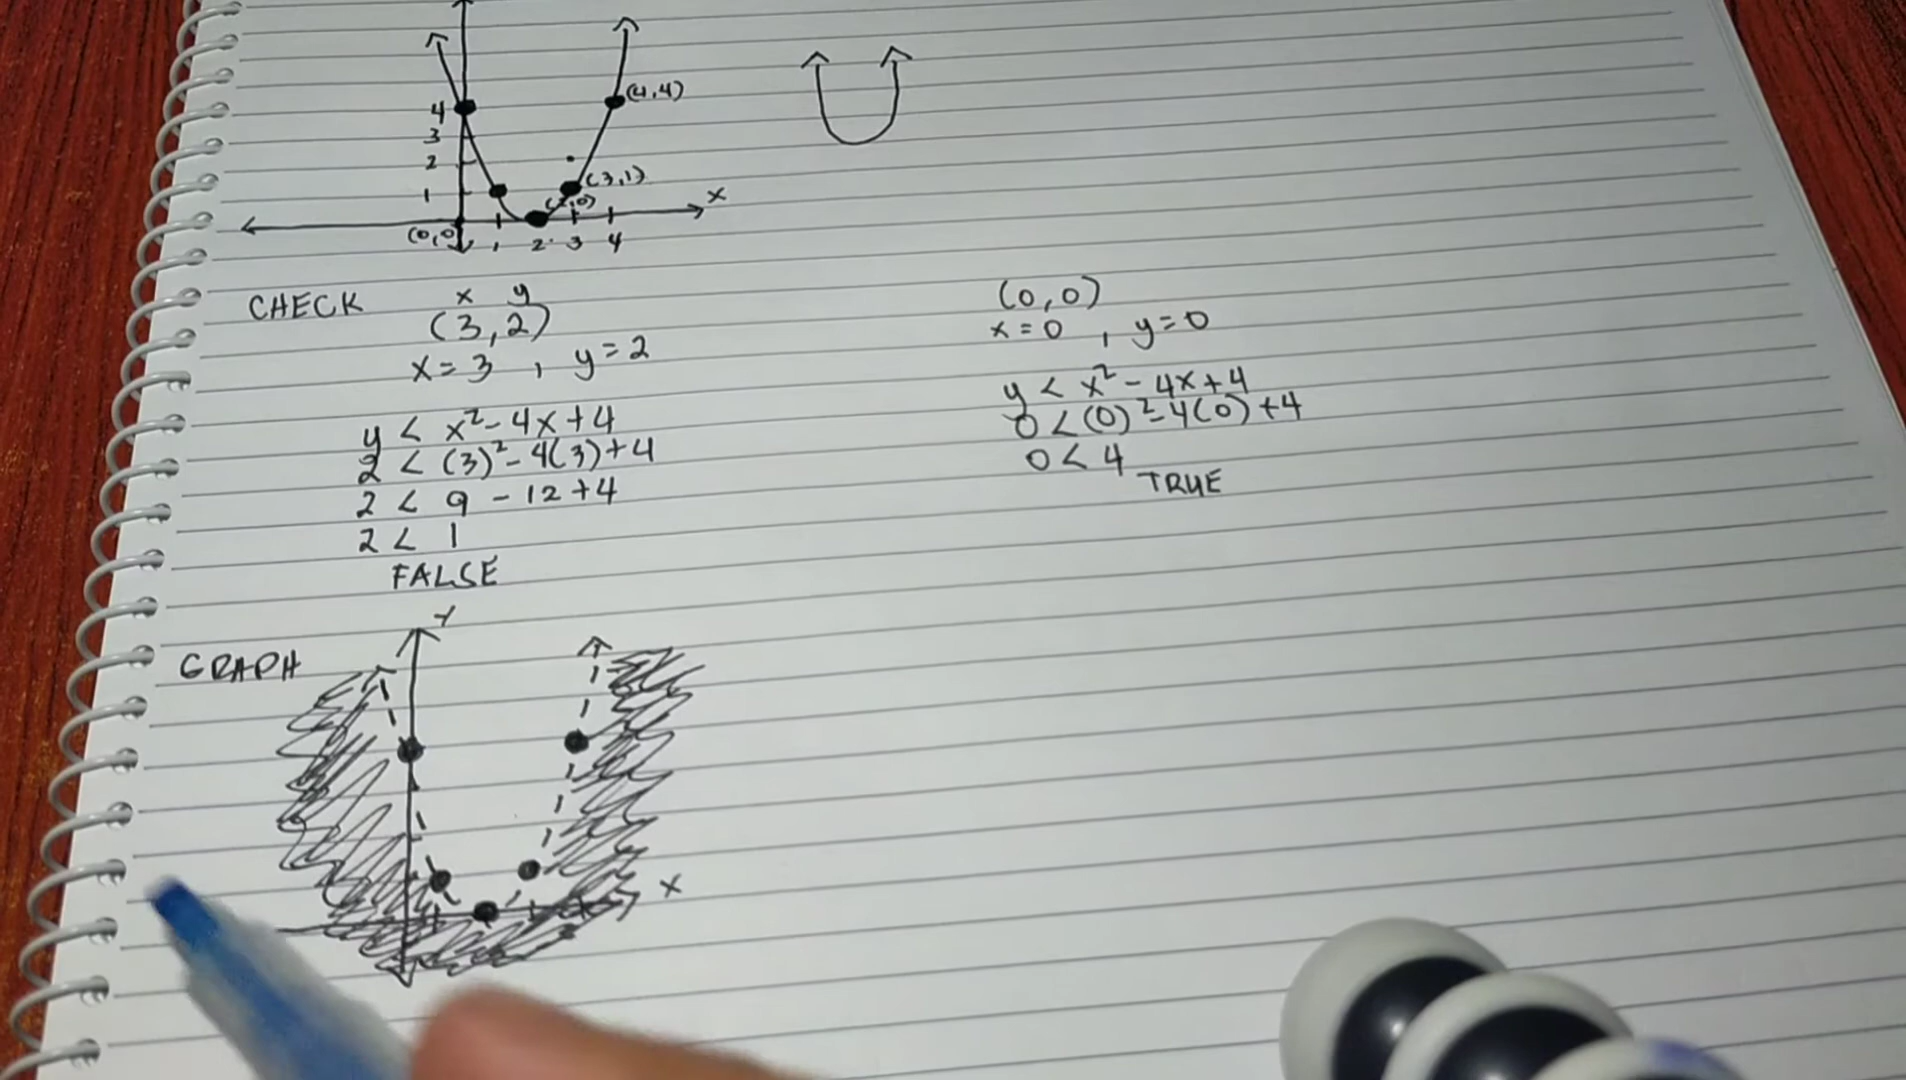 4
(4,4)
3
2
1
(3,1)
(2,0)
x
(0,0)
1 2 3 4
CHECK
x y
(3,2)
x = 3 , y = 2
y < x² - 4x + 4
2 < (3)² - 4(3) + 4
2 < 9 - 12 + 4
2 < 1
FALSE
(0,0)
x = 0 , y = 0
y < x² - 4x + 4
0 < (0)² - 4(0) + 4
0 < 4
TRUE
GRAPH
Y
X